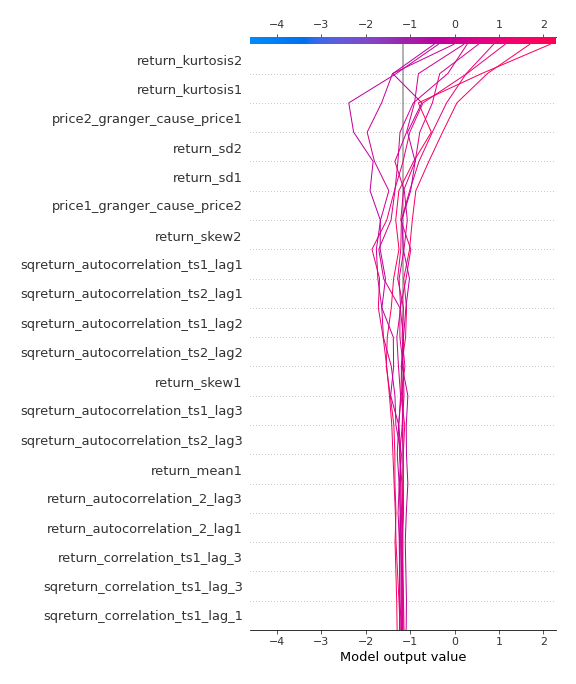 −4 −3 −2 −1 0 1 2
return_kurtosis2
return_kurtosis1
price2_granger_cause_price1
return_sd2
return_sd1
price1_granger_cause_price2
return_skew2
sqreturn_autocorrelation_ts1_lag1
sqreturn_autocorrelation_ts2_lag1
sqreturn_autocorrelation_ts1_lag2
sqreturn_autocorrelation_ts2_lag2
return_skew1
sqreturn_autocorrelation_ts1_lag3
sqreturn_autocorrelation_ts2_lag3
return_mean1
return_autocorrelation_2_lag3
return_autocorrelation_2_lag1
return_correlation_ts1_lag_3
sqreturn_correlation_ts1_lag_3
sqreturn_correlation_ts1_lag_1
−4 −3 −2 −1 0 1 2
Model output value